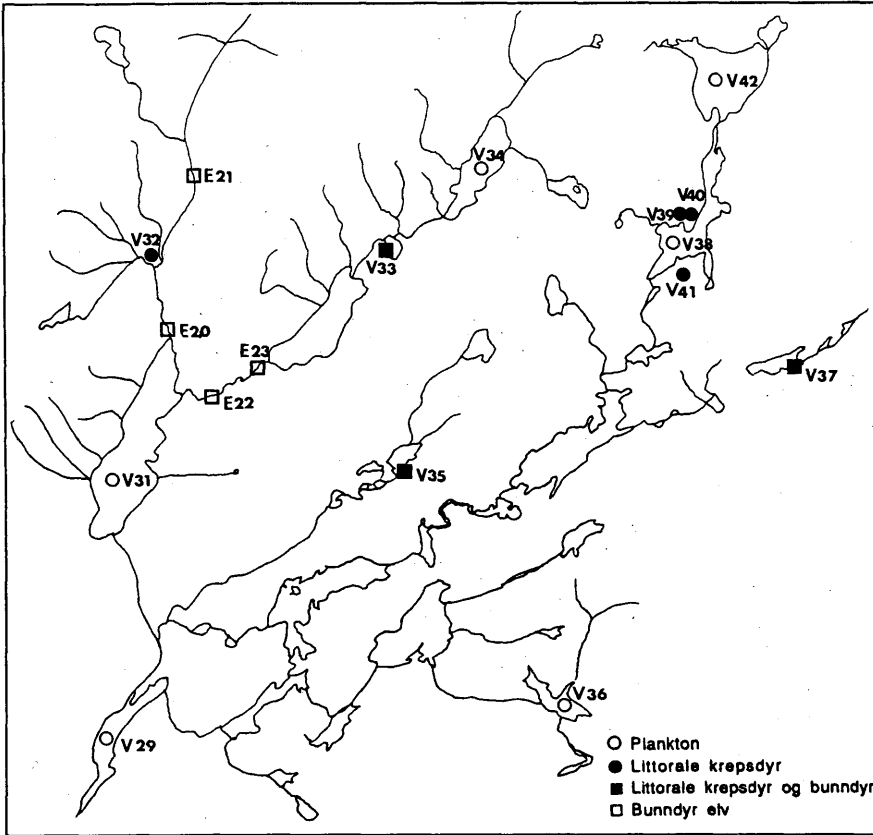 V42
V34
E21
V40
V39
V32
V38
V33
V41
E20
E23
V37
E22
V35
V31
V36
V29
Plankton
Littorale krepsdyr
Littorale krepsdyr og bunndyr
Bunndyr elv